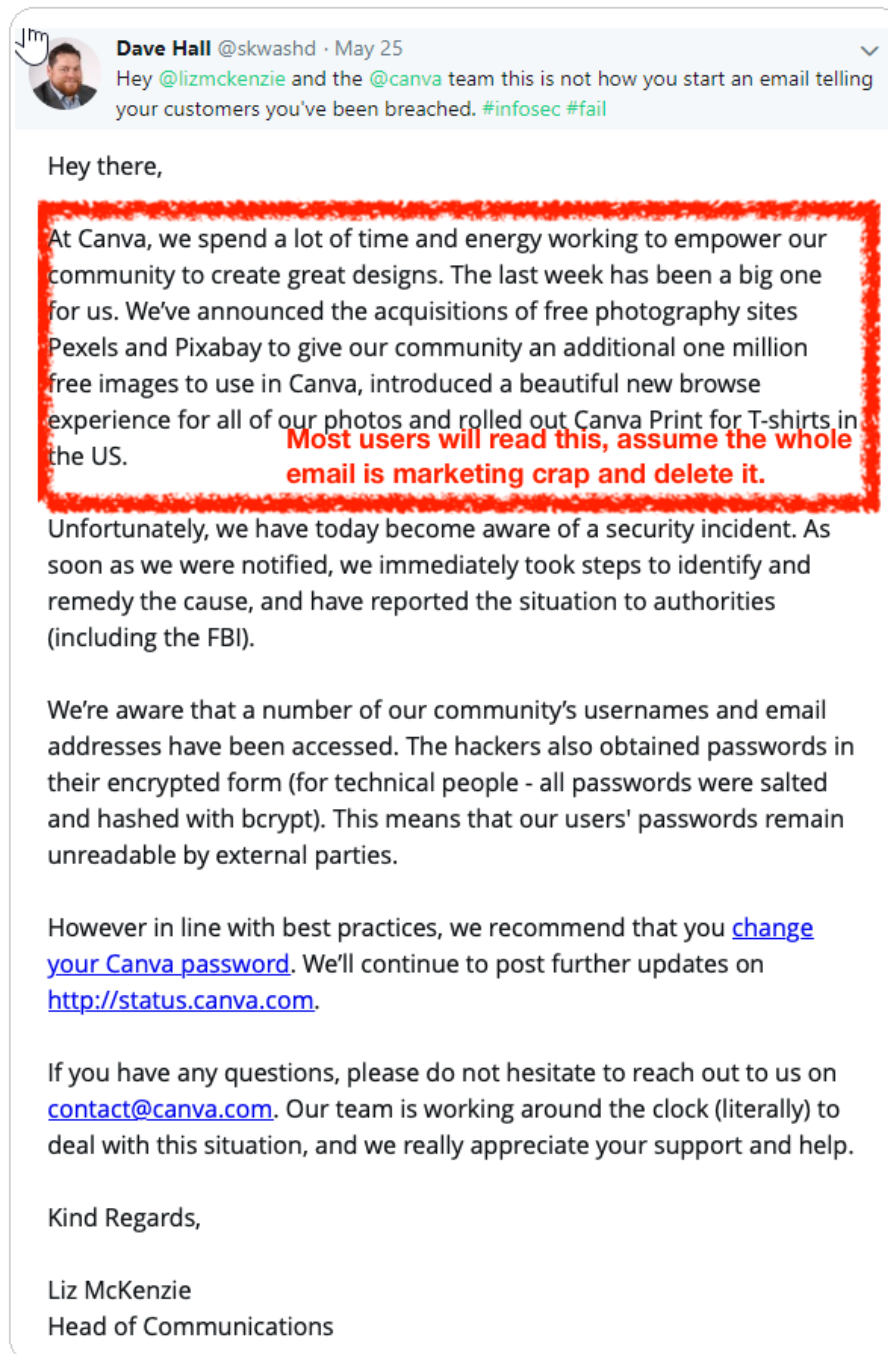 Dave Hall @skwashd · May 25
Hey @lizmckenzie and the @canva team this is not how you start an email telling
your customers you've been breached. #infosec #fail
Hey there,
At Canva, we spend a lot of time and energy working to empower our
community to create great designs. The last week has been a big one
for us. We’ve announced the acquisitions of free photography sites
Pexels and Pixabay to give our community an additional one million
free images to use in Canva, introduced a beautiful new browse
experience for all of our photos and rolled out Canva Print for T-shirts in
the US.
Most users will read this, assume the whole
email is marketing crap and delete it.
Unfortunately, we have today become aware of a security incident. As
soon as we were notified, we immediately took steps to identify and
remedy the cause, and have reported the situation to authorities
(including the FBI).
We’re aware that a number of our community’s usernames and email
addresses have been accessed. The hackers also obtained passwords in
their encrypted form (for technical people - all passwords were salted
and hashed with bcrypt). This means that our users' passwords remain
unreadable by external parties.
However in line with best practices, we recommend that you change
your Canva password. We’ll continue to post further updates on
http://status.canva.com.
If you have any questions, please do not hesitate to reach out to us on
contact@canva.com. Our team is working around the clock (literally) to
deal with this situation, and we really appreciate your support and help.
Kind Regards,
Liz McKenzie
Head of Communications